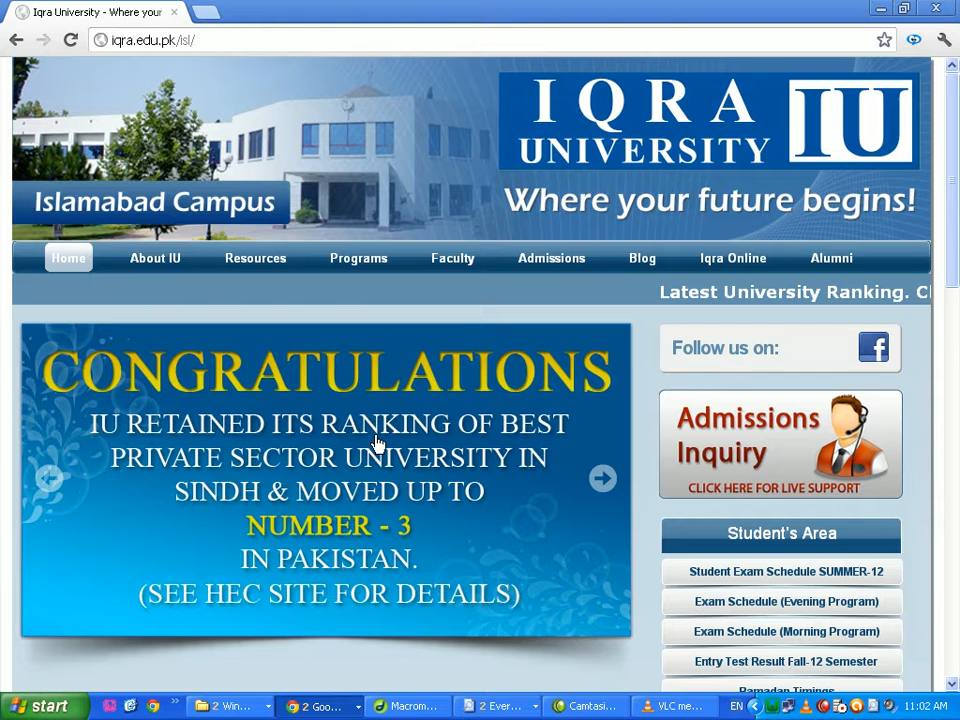 Iqra University - Where your
iqra.edu.pk/isl/
IQRA
UNIVERSITY
IU
Islamabad Campus
Where your future begins!
Home
About IU
Resources
Programs
Faculty
Admissions
Blog
Iqra Online
Alumni
Latest University Ranking.
CONGRATULATIONS
IU RETAINED ITS RANKING OF BEST
PRIVATE SECTOR UNIVERSITY IN
SINDH & MOVED UP TO
NUMBER - 3
IN PAKISTAN.
(SEE HEC SITE FOR DETAILS)
Follow us on:
f
Admissions
Inquiry
CLICK HERE FOR LIVE SUPPORT
Student's Area
Student Exam Schedule SUMMER-12
Exam Schedule (Evening Program)
Exam Schedule (Morning Program)
Entry Test Result Fall-12 Semester
Ramadan Timings
start
2 Win...
2 Goo...
Macrom...
2 Ever...
Camtasi...
VLC me...
EN
11:02 AM